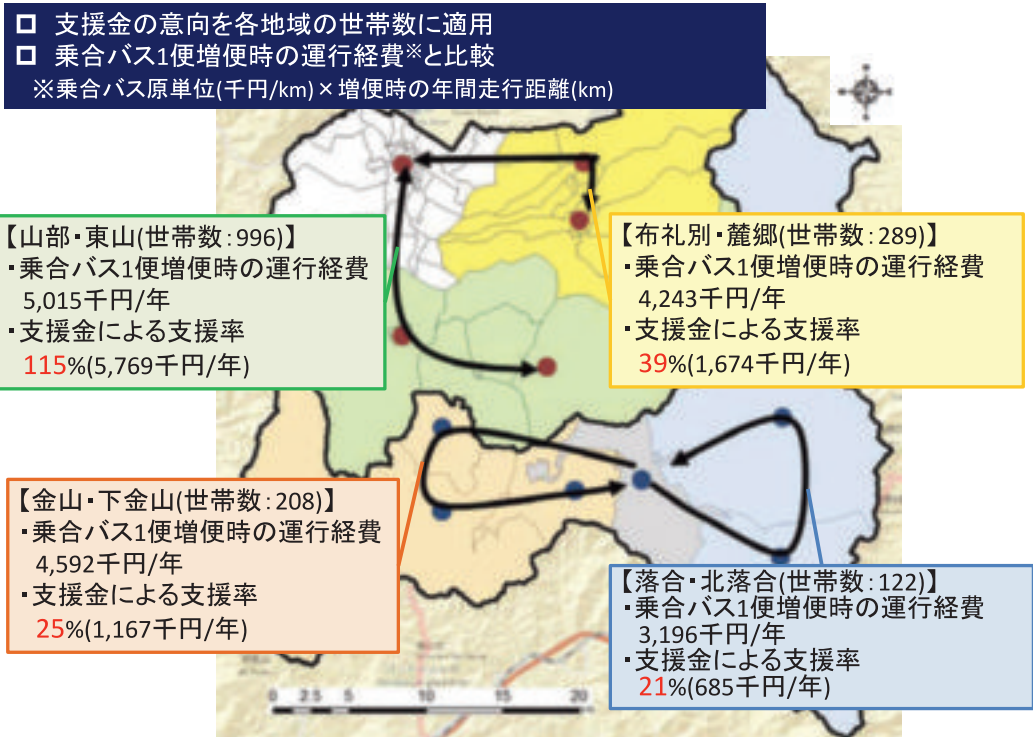 □ 支援金の意向を各地域の世帯数に適用
□ 乗合バス1便増便時の運行経費※と比較
※乗合バス原単位(千円/km)×増便時の年間走行距離(km)
【山部・東山(世帯数:996)】
・乗合バス1便増便時の運行経費
5,015千円/年
・支援金による支援率
115%(5,769千円/年)
【布礼別・麓郷(世帯数:289)】
・乗合バス1便増便時の運行経費
4,243千円/年
・支援金による支援率
39%(1,674千円/年)
【金山・下金山(世帯数:208)】
・乗合バス1便増便時の運行経費
4,592千円/年
・支援金による支援率
25%(1,167千円/年)
【落合・北落合(世帯数:122)】
・乗合バス1便増便時の運行経費
3,196千円/年
・支援金による支援率
21%(685千円/年)
0 2.5 5 10 15 20